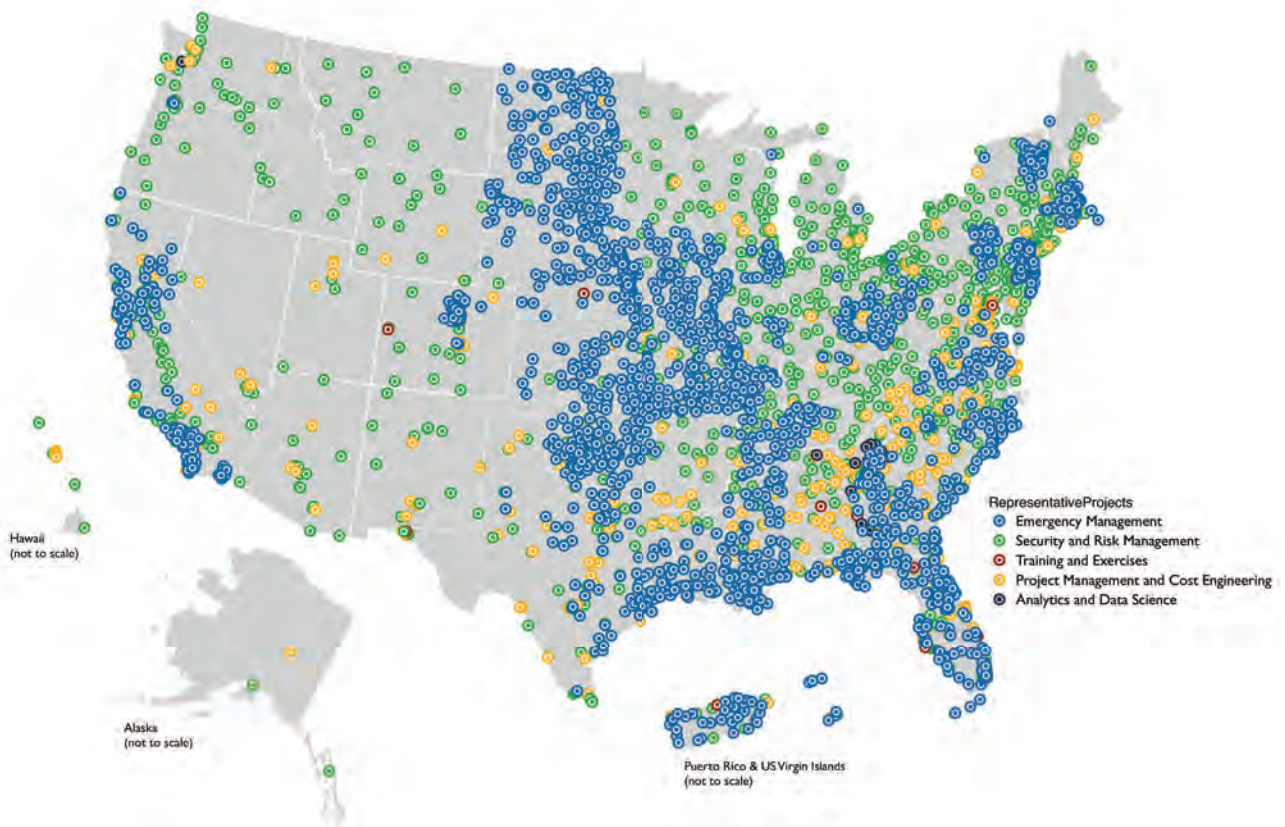 Hawaii
(not to scale)
Alaska
(not to scale)
Puerto Rico & US Virgin Islands
(not to scale)
RepresentativeProjects
Emergency Management
Security and Risk Management
Training and Exercises
Project Management and Cost Engineering
Analytics and Data Science